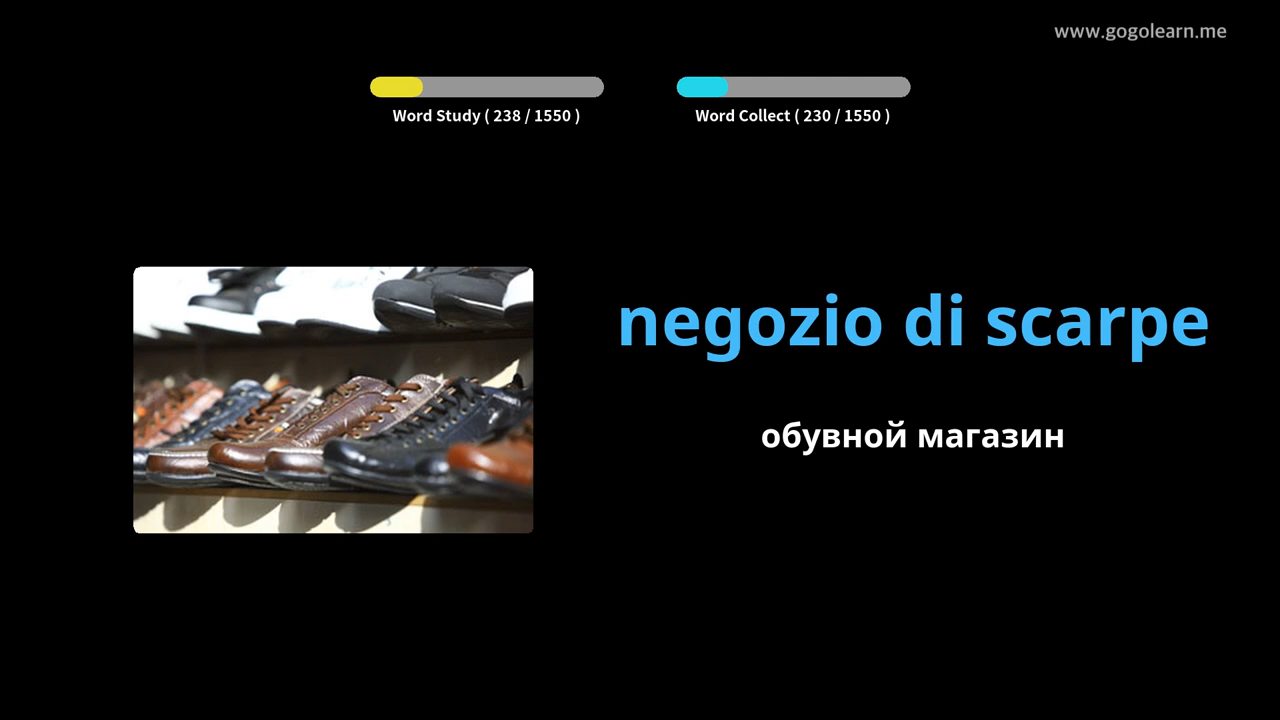 www.gogolearn.me
Word Study ( 238 / 1550 )
Word Collect ( 230 / 1550 )
negozio di scarpe
обувной магазин